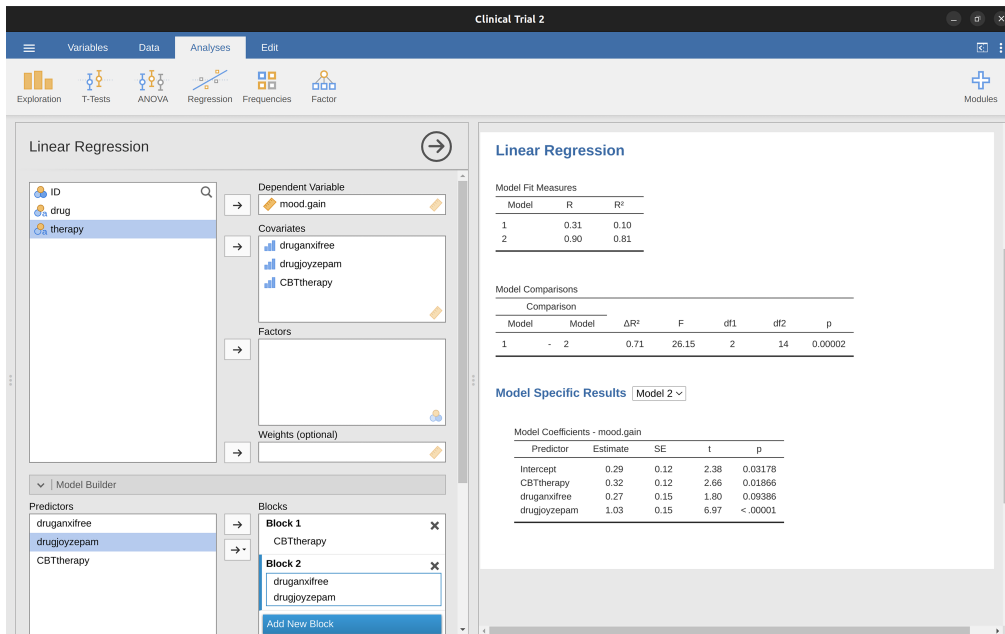 Clinical Trial 2
Variables Data Analyses Edit
Exploration T-Tests ANOVA Regression Frequencies Factor Modules
Linear Regression
ID
drug
therapy
Dependent Variable
mood.gain
Covariates
druganxifree
drugjoyzepam
CBTtherapy
Factors
Weights (optional)
Model Builder
Predictors
druganxifree
drugjoyzepam
CBTtherapy
Blocks
Block 1
CBTtherapy
Block 2
druganxifree
drugjoyzepam
Add New Block
Linear Regression
Model Fit Measures
Model R R²
1 0.31 0.10
2 0.90 0.81
Model Comparisons
Comparison
Model Model ΔR² F df1 df2 p
1 - 2 0.71 26.15 2 14 0.00002
Model Specific Results Model 2
Model Coefficients - mood.gain
Predictor Estimate SE t p
Intercept 0.29 0.12 2.38 0.03178
CBTtherapy 0.32 0.12 2.66 0.01866
druganxifree 0.27 0.15 1.80 0.09386
drugjoyzepam 1.03 0.15 6.97 < .00001